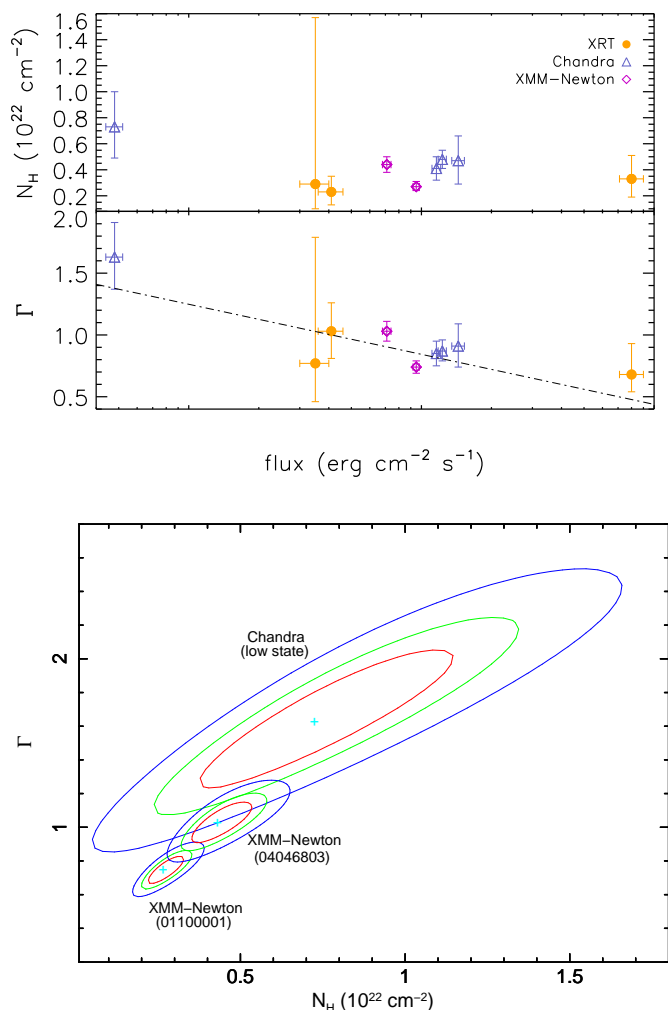 1.6
1.4
1.2
1.0
0.8
0.6
0.4
0.2
N_H (10^22 cm^-2)
XRT
Chandra
XMM-Newton
2.0
1.5
1.0
0.5
Γ
flux (erg cm^-2 s^-1)
Chandra
(low state)
2
Γ
1
XMM-Newton
(04046803)
XMM-Newton
(01100001)
0.5
1
1.5
N_H (10^22 cm^-2)